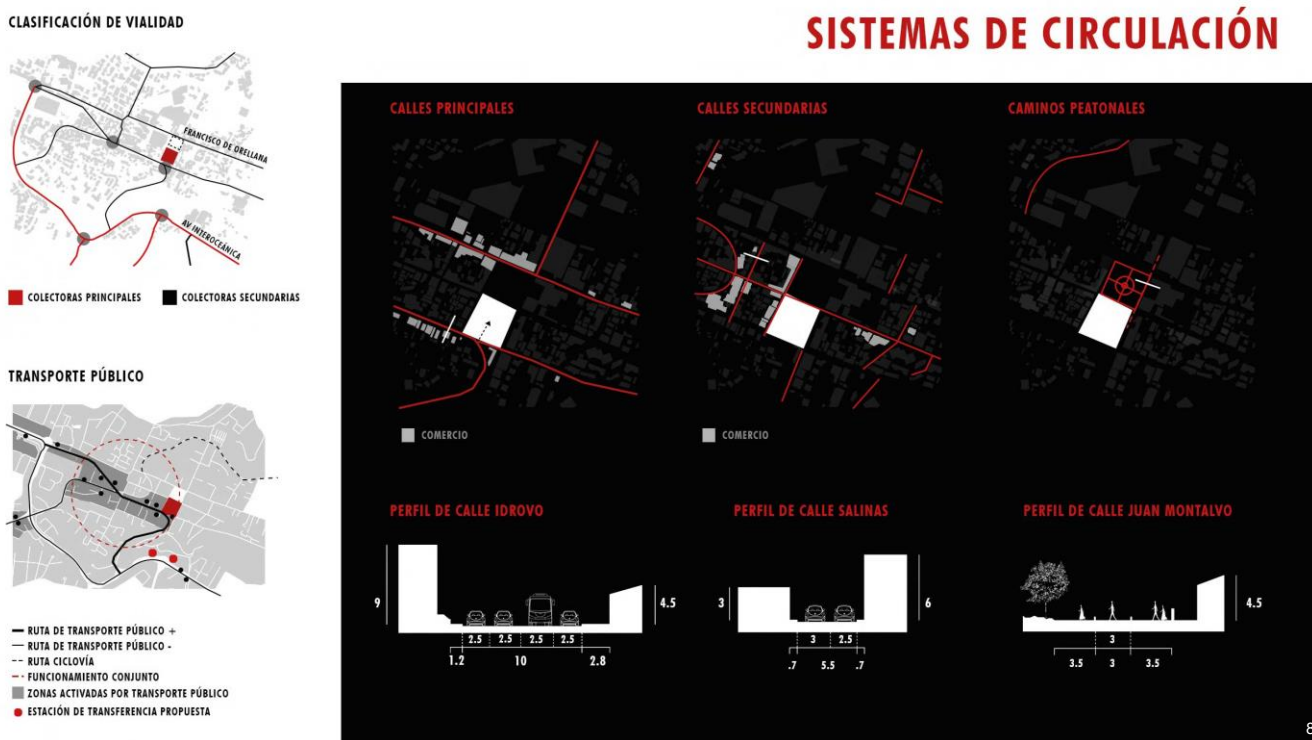 SISTEMAS DE CIRCULACIÓN
CLASIFICACIÓN DE VIALIDAD
FRANCISCO DE ORELLANA
AV INTEROCEÁNICA
COLECTORAS PRINCIPALES
COLECTORAS SECUNDARIAS
TRANSPORTE PÚBLICO
RUTA DE TRANSPORTE PÚBLICO +
RUTA DE TRANSPORTE PÚBLICO -
RUTA CICLOVÍA
FUNCIONAMIENTO CONJUNTO
ZONAS ACTIVADAS POR TRANSPORTE PÚBLICO
ESTACIÓN DE TRANSFERENCIA PROPUESTA
CALLES PRINCIPALES
COMERCIO
CALLES SECUNDARIAS
COMERCIO
CAMINOS PEATONALES
PERFIL DE CALLE IDROVO
9
4.5
2.5 2.5 2.5 2.5
1.2 10 2.8
PERFIL DE CALLE SALINAS
3
6
3 2.5
.7 5.5 .7
PERFIL DE CALLE JUAN MONTALVO
4.5
3
3.5 3 3.5
8